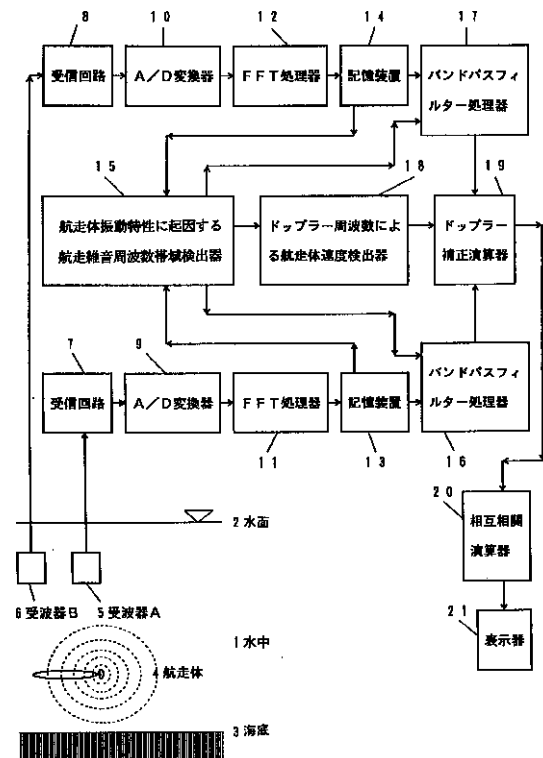 8
10
12
14
17
受信回路
A/D変換器
FFT処理器
記憶装置
バンドパスフィ
ルター処理器
15
18
19
航走体振動特性に起因する
航走雑音周波数帯域検出器
ドップラー周波数によ
る航走体速度検出器
ドップラー
補正演算器
7
9
受信回路
A/D変換器
FFT処理器
記憶装置
バンドパスフィ
ルター処理器
11
13
16
20
2水面
相互相関
演算器
6受波器B
5受波器A
21
1水中
表示器
4航走体
3海底